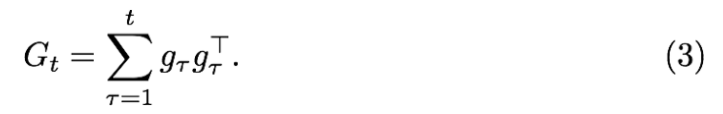 $G_t = \sum_{\tau=1}^{t} g_\tau g_\tau^\top.$ (3)